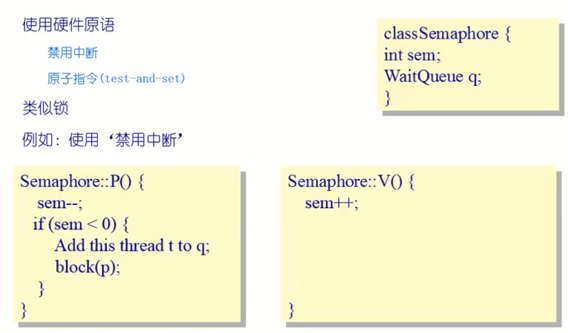 使用硬件原语
禁用中断
原子指令(test-and-set)
类似锁
例如: 使用‘禁用中断’
classSemaphore {
int sem;
WaitQueue q;
}
Semaphore::P() {
sem--;
if (sem < 0) {
Add this thread t to q;
block(p);
}
}
Semaphore::V() {
sem++;
}